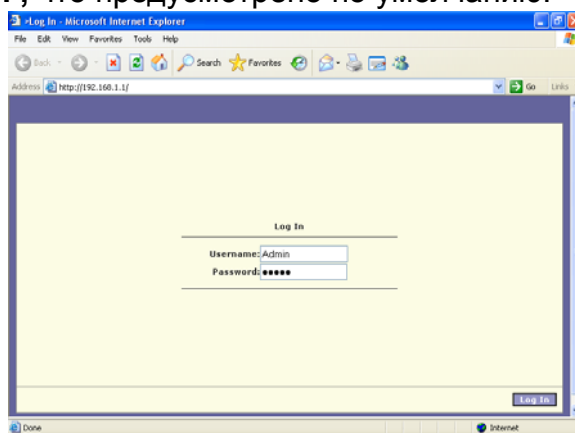 , что предусмотрено по умолчанию.
Log In - Microsoft Internet Explorer
File Edit View Favorites Tools Help
Back Search Favorites
Address http://192.168.1.1/ Go Links
Log In
Username: Admin
Password: ●●●●●
Log In
Done Internet